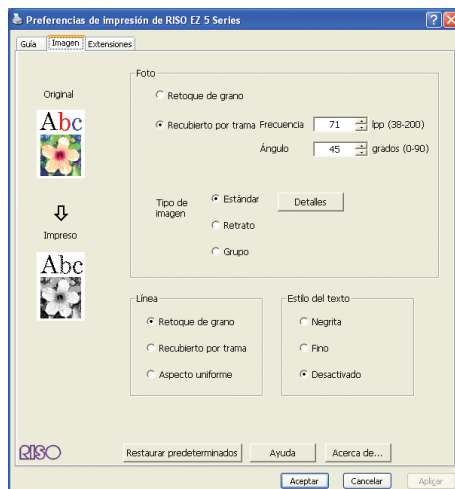 Preferencias de impresión de RISO EZ 5 Series
Guía Imagen Extensiones
Original
Abc
Impreso
Abc
Foto
Retoque de grano
Recubierto por trama Frecuencia 71 lpp (38-200)
Ángulo 45 grados (0-90)
Tipo de imagen
Estándar Detalles
Retrato
Grupo
Línea
Retoque de grano
Recubierto por trama
Aspecto uniforme
Estilo del texto
Negrita
Fino
Desactivado
RISO
Restaurar predeterminados Ayuda Acerca de...
Aceptar Cancelar Aplicar